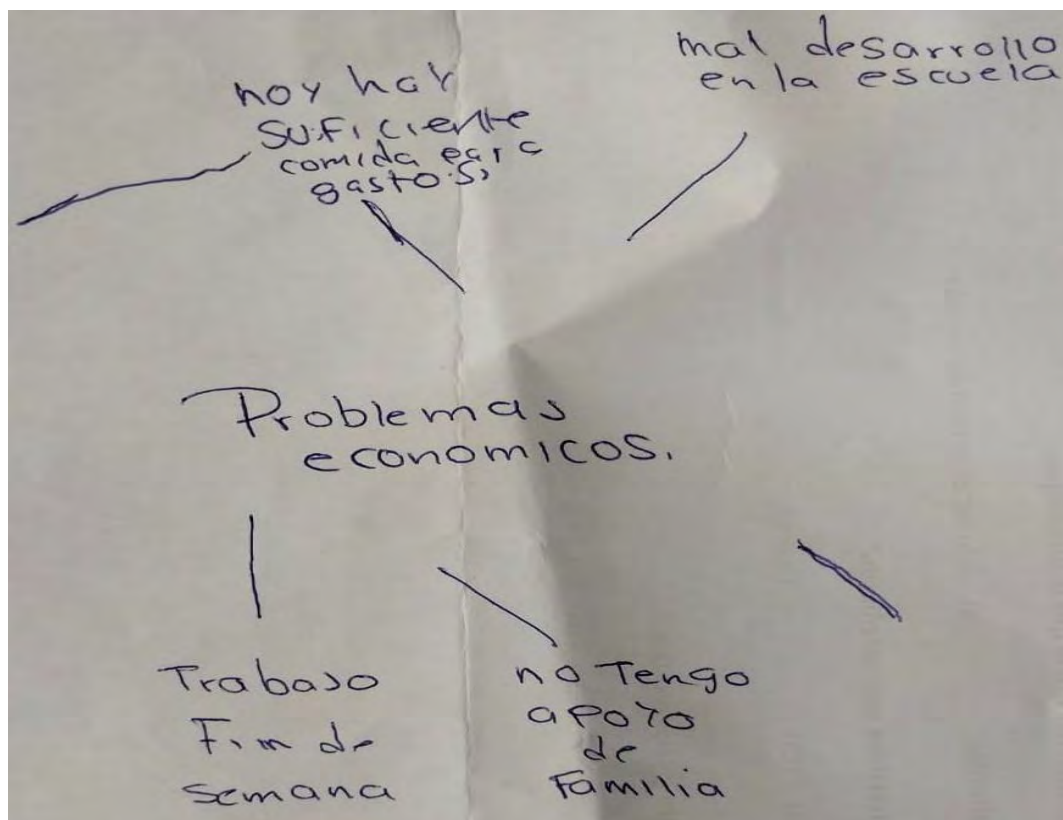 noy hay
suficiente
comida para
gastos,
mal desarrollo
en la escuela
Problemas
economicos.
Trabajo
Fin de
semana
no Tengo
apoyo
de
Familia